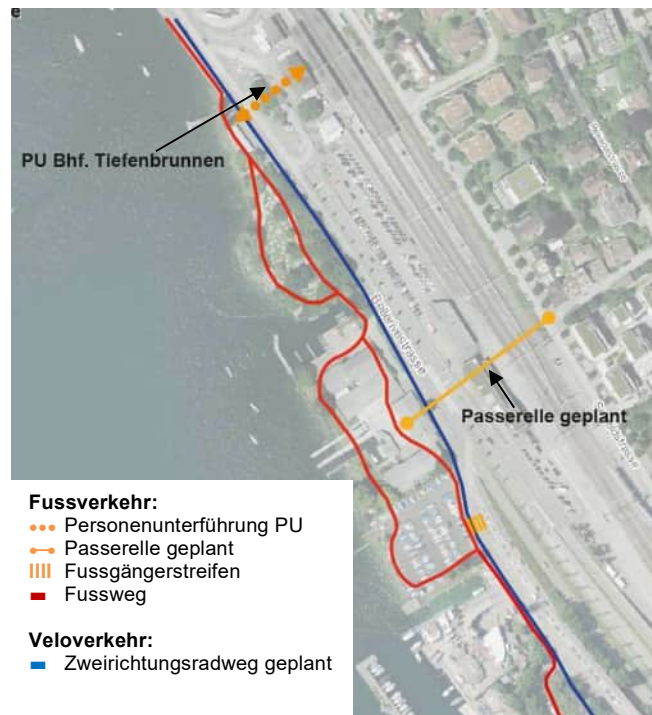 e
PU Bhf. Tiefenbrunnen
Bellerivestrasse
Passerelle geplant
Fussverkehr:
Personenunterführung PU
Passerelle geplant
Fussgängerstreifen
Fussweg
Veloverkehr:
Zweirichtungsradweg geplant